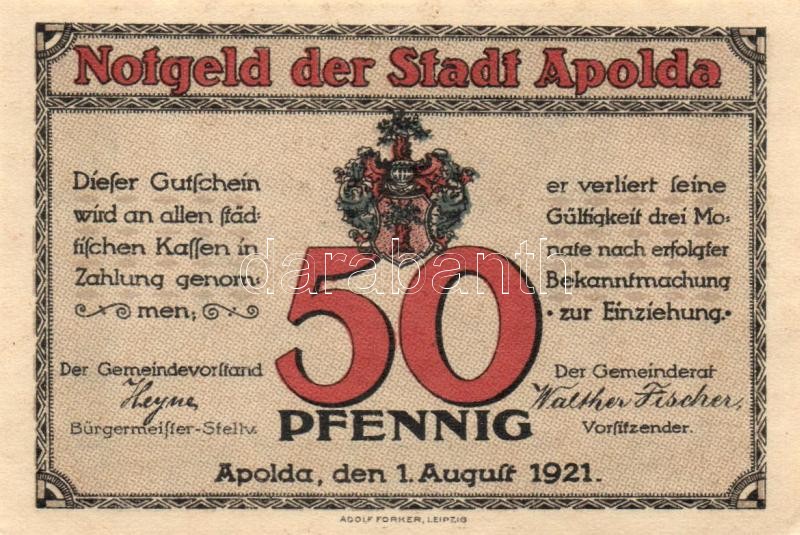 Notgeld der Stadt Apolda
Dieſer Gutſchein
wird an allen ſtäd-
tiſchen Kaſſen in
Zahlung genom-
men;
er verliert ſeine
Gültigkeit drei Mo-
nate nach erfolgter
Bekanntmachung
· zur Einziehung. ·
darabanth.com
50
PFENNIG
Der Gemeindevorſtand
Heyne
Bürgermeiſter-Stellv.
Der Gemeinderat
Walther Fischer,
Vorſitzender.
Apolda, den 1. Auguſt 1921.
ADOLF FORKER, LEIPZIG